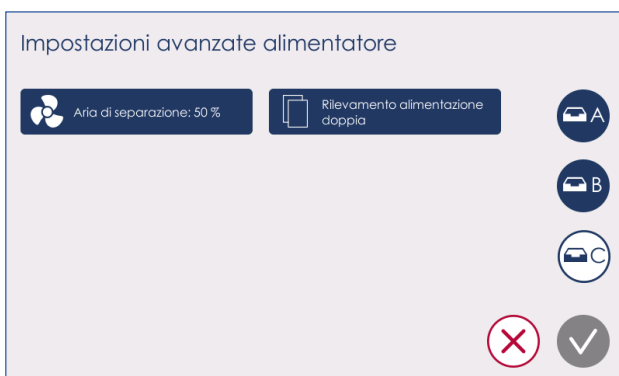 Impostazioni avanzate alimentatore
Aria di separazione: 50 %
Rilevamento alimentazione
doppia
A
B
C